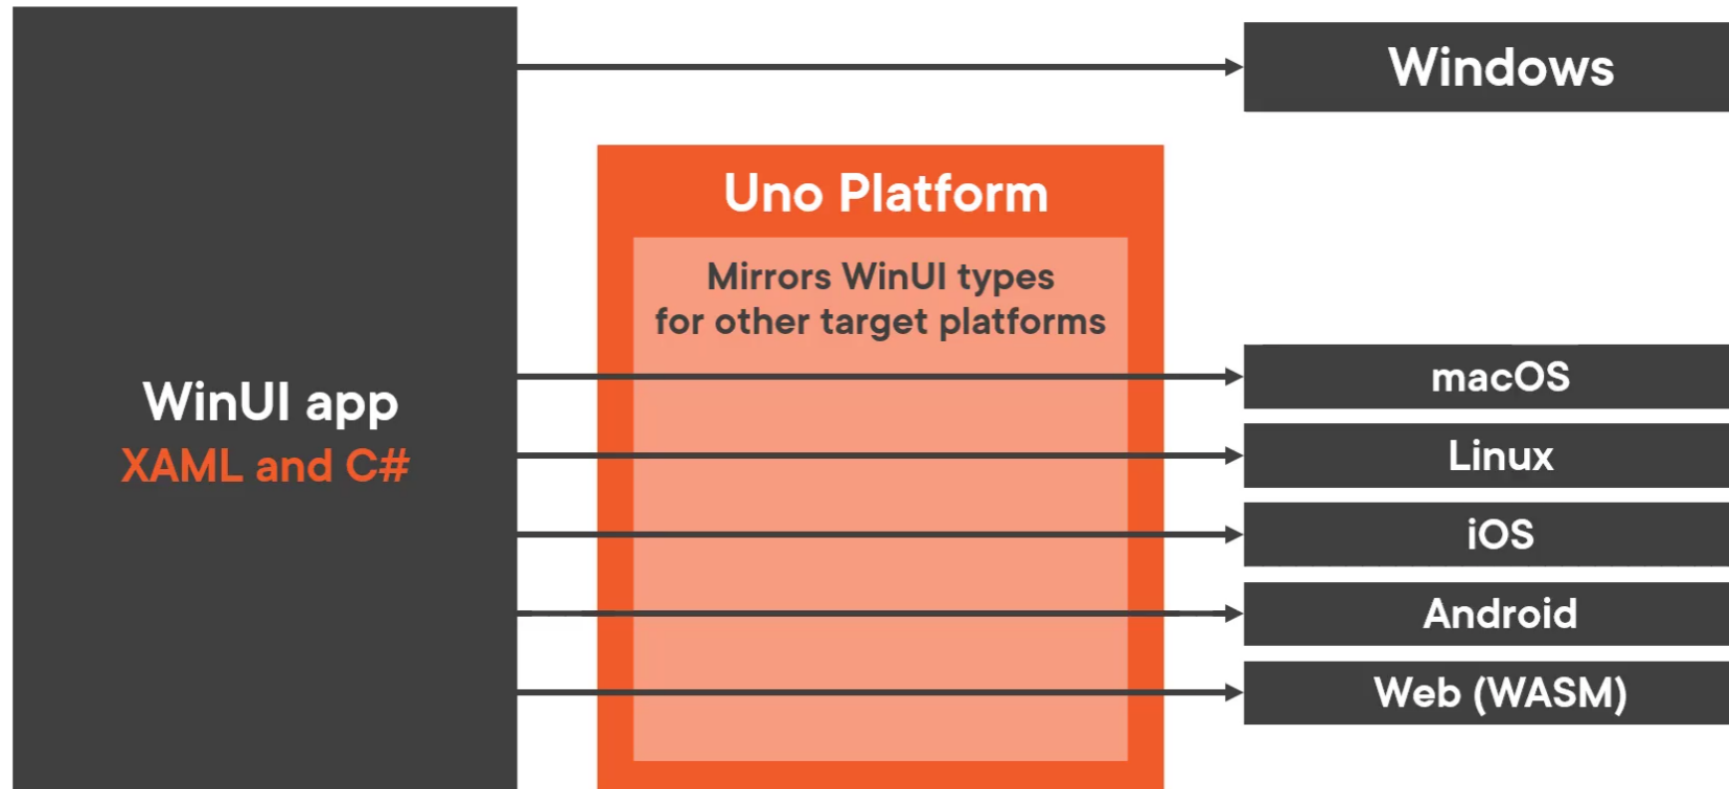 Windows
Uno Platform
Mirrors WinUI types
for other target platforms
WinUI app
XAML and C#
macOS
Linux
iOS
Android
Web (WASM)